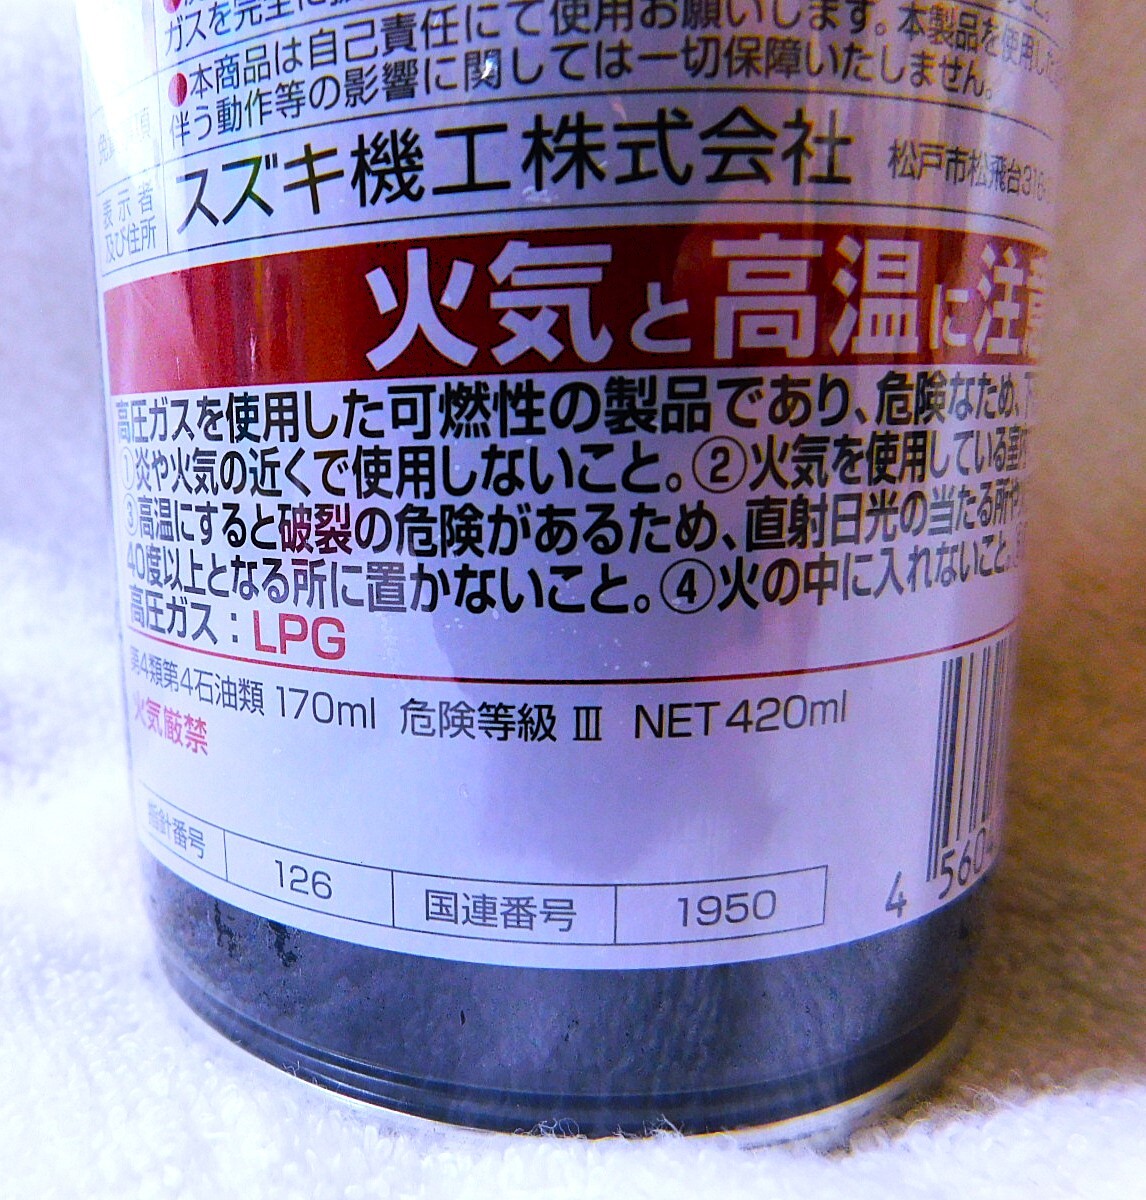 ガスを完全に
●本商品は自己責任にて使用お願いします。本製品を使用した
伴う動作等の影響に関しては一切保障いたしません。
表示者
及び住所
スズキ機工株式会社 松戸市松飛台316
火気と高温に注意
高圧ガスを使用した可燃性の製品であり、危険なため、下
①炎や火気の近くで使用しないこと。②火気を使用している室内
③高温にすると破裂の危険があるため、直射日光の当たる所や
40度以上となる所に置かないこと。④火の中に入れないこと。
高圧ガス：LPG
第4類第4石油類 170ml 危険等級 Ⅲ NET 420ml
火気厳禁
指針番号 126 国連番号 1950
4 5604